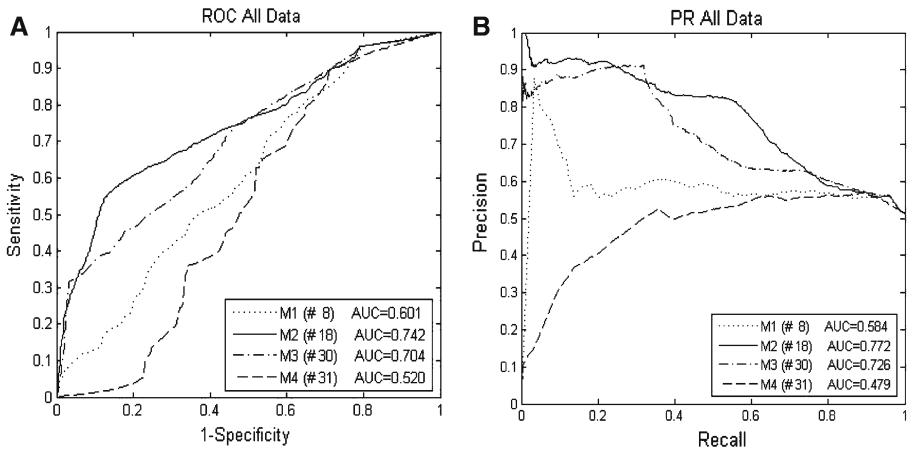 A
ROC All Data
Sensitivity
1
0.9
0.8
0.7
0.6
0.5
0.4
0.3
0.2
0.1
0
0
0.2
0.4
0.6
0.8
1
1-Specificity
M1 (# 8) AUC=0.601
M2 (# 18) AUC=0.742
M3 (# 30) AUC=0.704
M4 (# 31) AUC=0.520
B
PR All Data
Precision
1
0.9
0.8
0.7
0.6
0.5
0.4
0.3
0.2
0.1
0
0
0.2
0.4
0.6
0.8
1
Recall
M1 (# 8) AUC=0.584
M2 (# 18) AUC=0.772
M3 (# 30) AUC=0.726
M4 (# 31) AUC=0.479